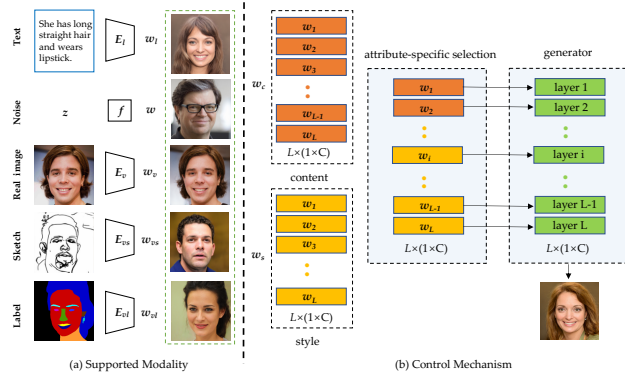 Text
She has long
straight hair
and wears
lipstick.
E_l
w_l
Noise
z
f
w
Real image
E_v
w_v
Sketch
E_vs
w_vs
Label
E_vl
w_vl
(a) Supported Modality
w_c
w_1
w_2
w_3
w_L-1
w_L
L×(1×C)
content
w_s
w_1
w_2
w_3
w_L
L×(1×C)
style
attribute-specific selection
w_1
w_2
w_i
w_L-1
w_L
L×(1×C)
generator
layer 1
layer 2
layer i
layer L-1
layer L
L×(1×C)
(b) Control Mechanism